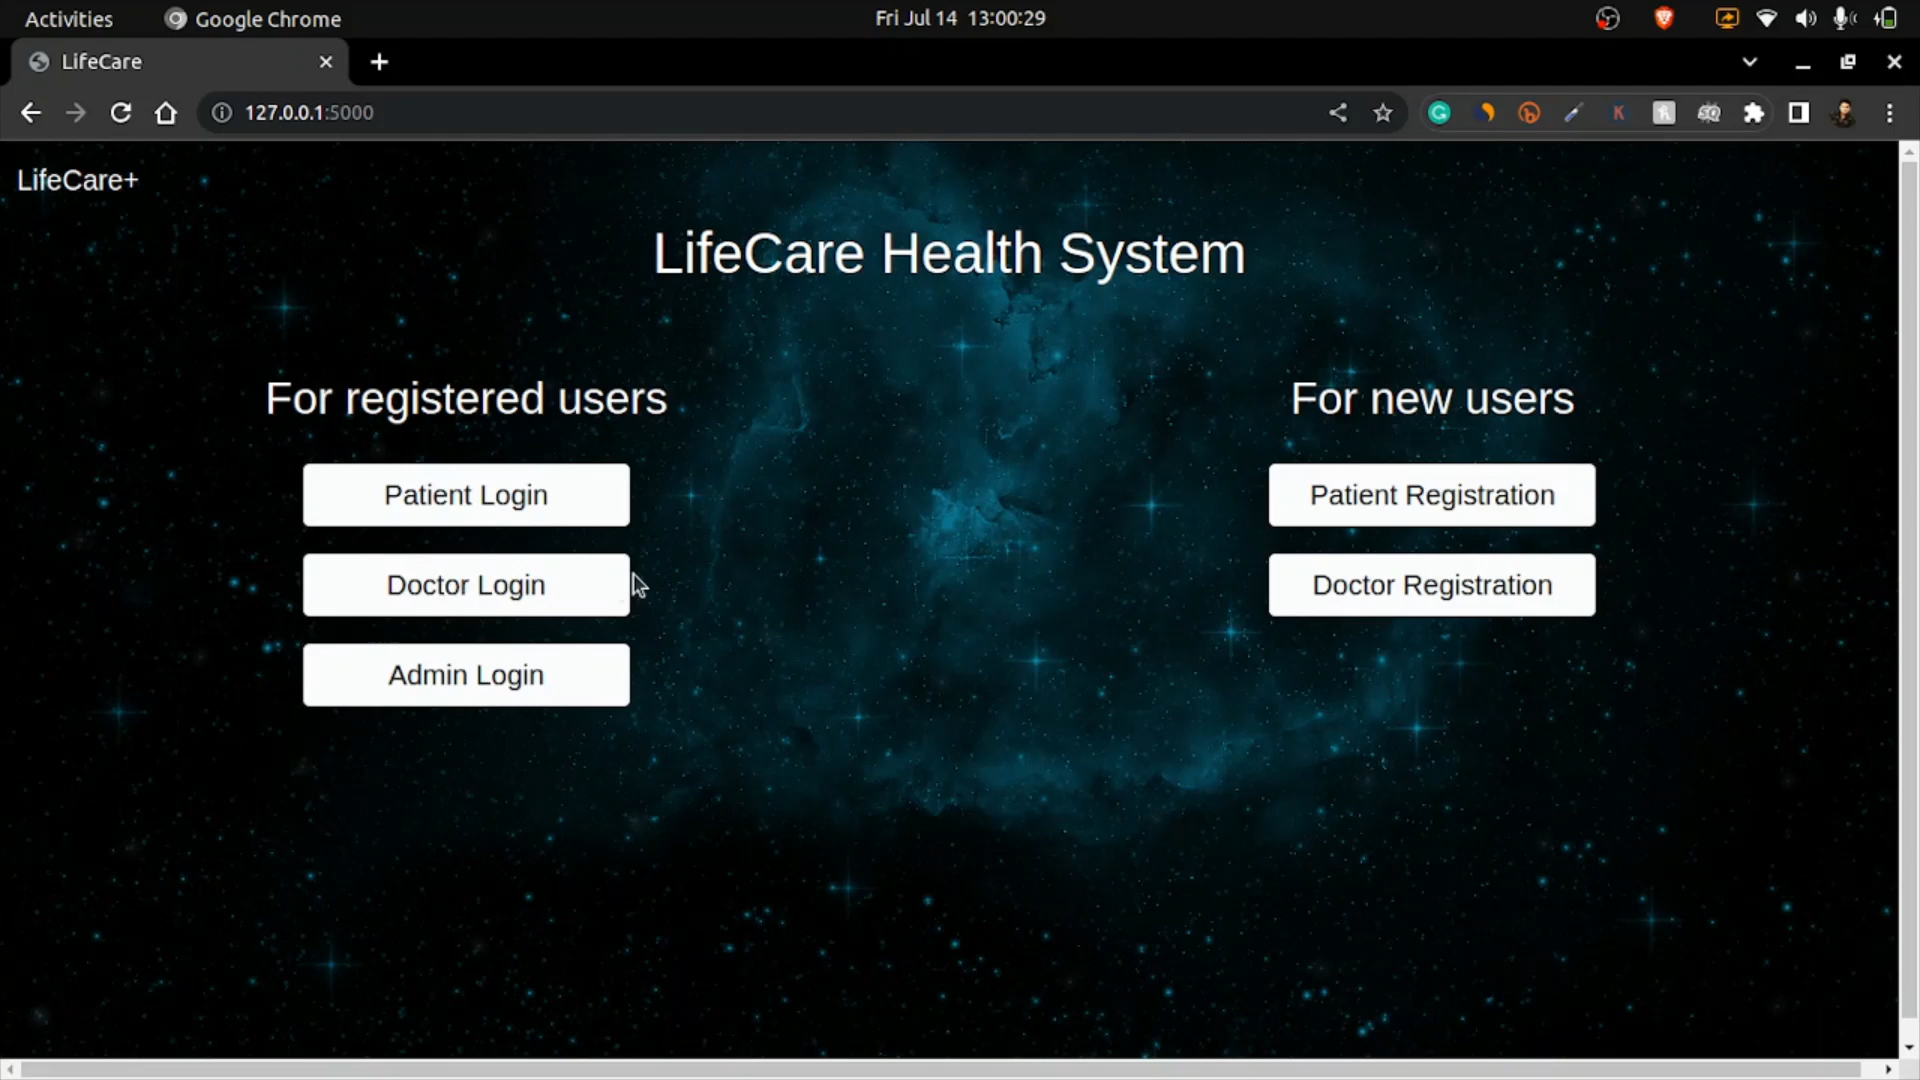 Activities Google Chrome Fri Jul 14 13:00:29
LifeCare
127.0.0.1:5000
LifeCare+
LifeCare Health System
For registered users
Patient Login
Doctor Login
Admin Login
For new users
Patient Registration
Doctor Registration